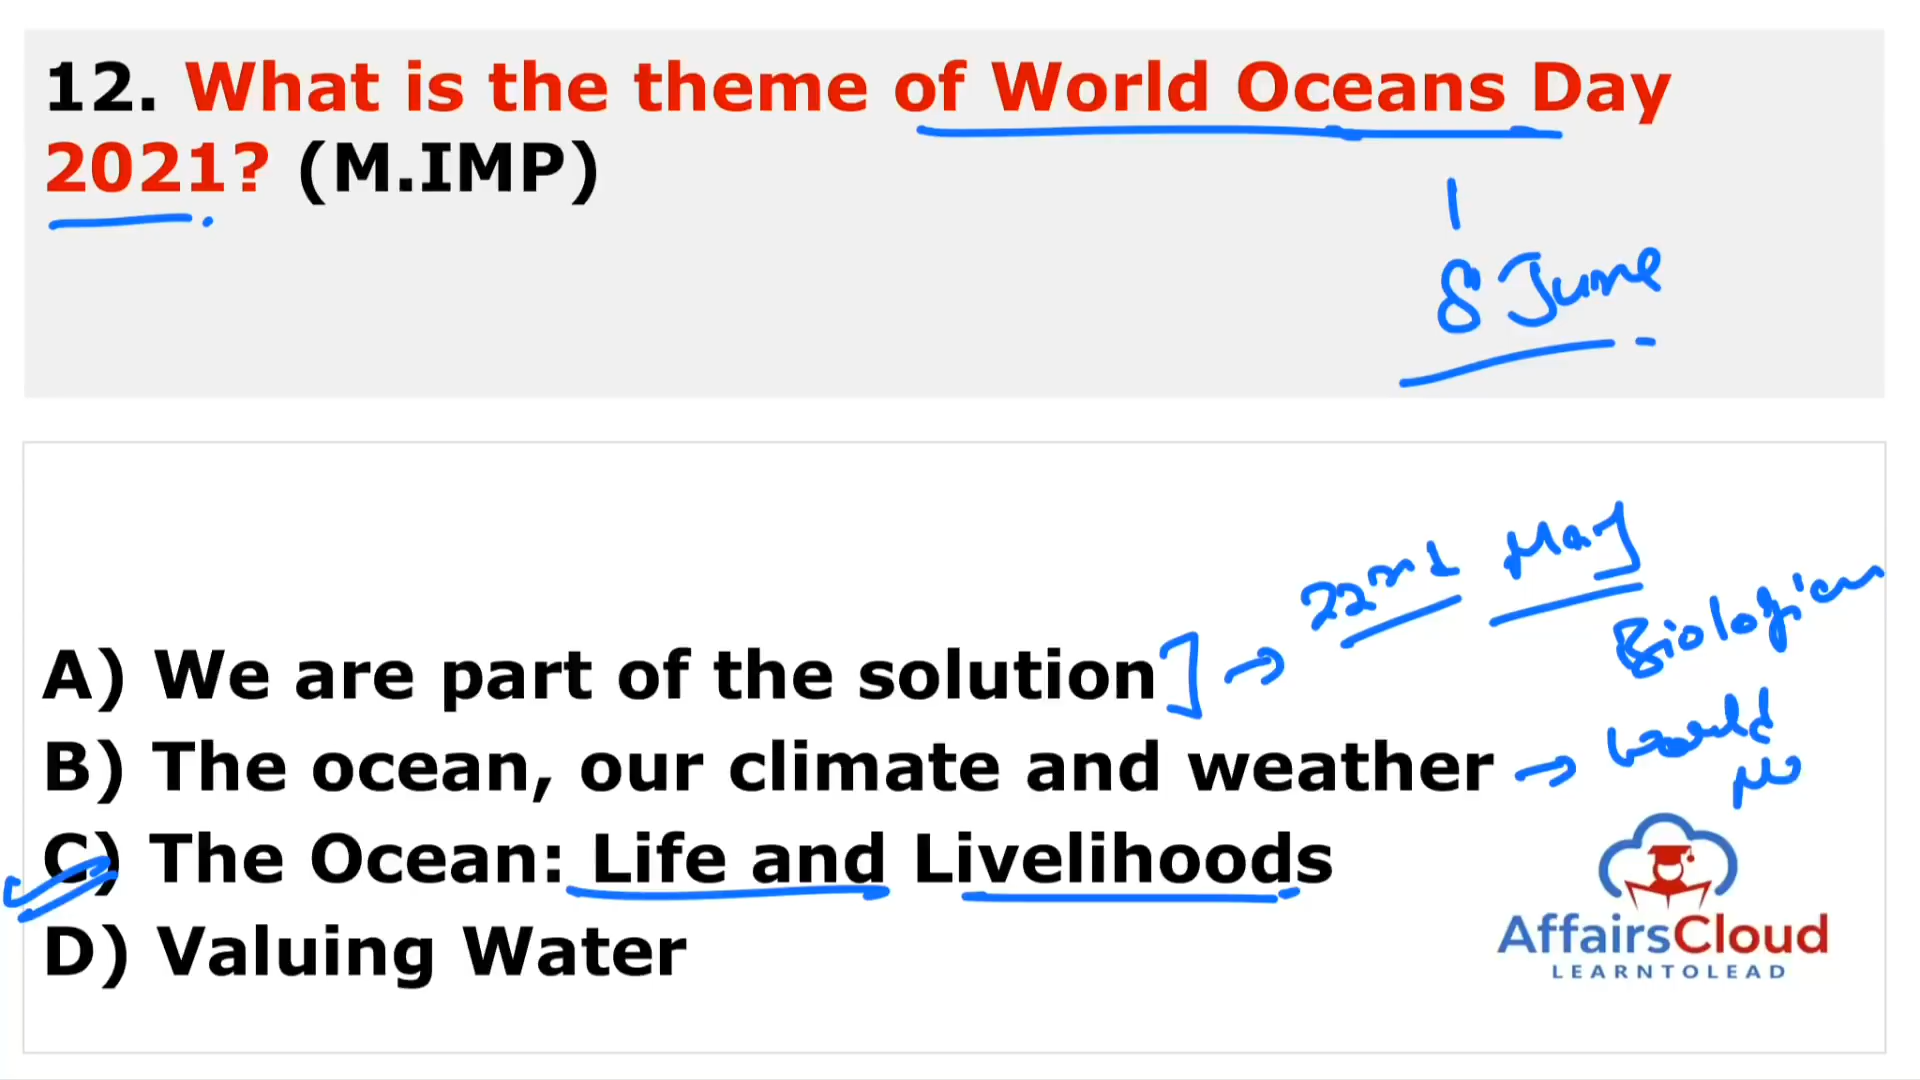 12. What is the theme of World Oceans Day
2021? (M.IMP)
8 June
22nd May
A) We are part of the solution
B) The ocean, our climate and weather
World
C) The Ocean: Life and Livelihoods
D) Valuing Water
AffairsCloud
LEARNTOLEAD